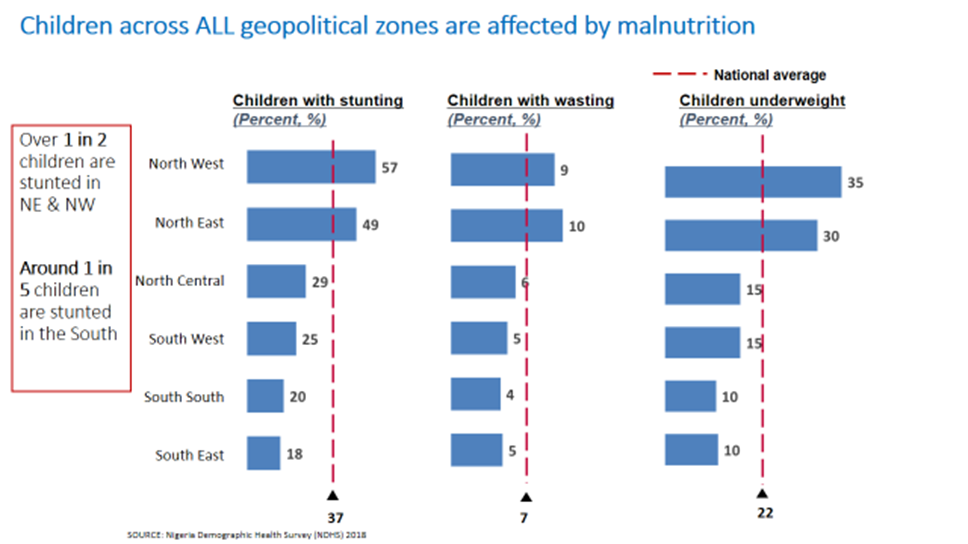 Children across ALL geopolitical zones are affected by malnutrition
National average
Children with stunting
(Percent, %)
Children with wasting
(Percent, %)
Children underweight
(Percent, %)
Over 1 in 2
children are
stunted in
NE & NW
Around 1 in
5 children
are stunted
in the South
North West
57
9
35
North East
49
10
30
North Central
29
6
15
South West
25
5
15
South South
20
4
10
South East
18
5
10
37
7
22
SOURCE: Nigeria Demographic Health Survey (NDHS) 2018